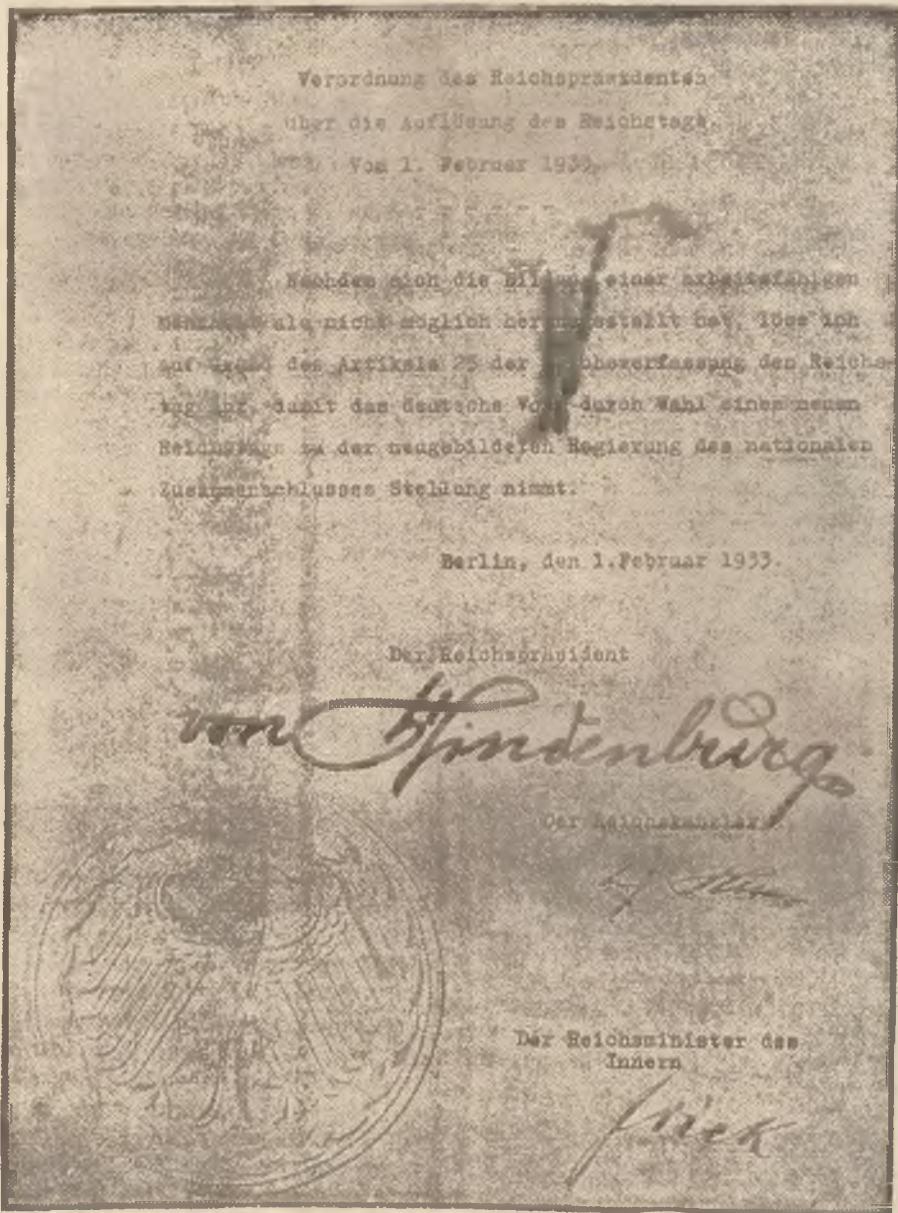 Verordnung des Reichspräsidenten
über die Auflösung des Reichstags.
Vom 1. Februar 1933.
Nachdem sich die Bildung einer arbeitsfähigen
Mehrheit als nicht möglich herausgestellt hat, löse ich
auf Grund des Artikels 25 der Reichsverfassung den Reichs-
tag auf, damit das deutsche Volk durch Wahl eines neuen
Reichstags zu der neugebildeten Regierung des nationalen
Zusammenschlusses Stellung nimmt.
Berlin, den 1.Februar 1933.
Der Reichspräsident
von Hindenburg
Der Reichskanzler
Der Reichsminister des
Innern
Frick